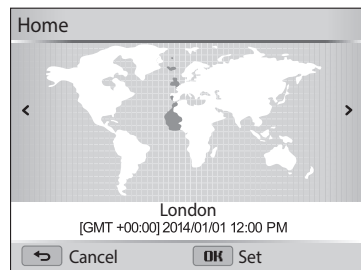 Home
London
[GMT +00:00] 2014/01/01 12:00 PM
Cancel
OK Set